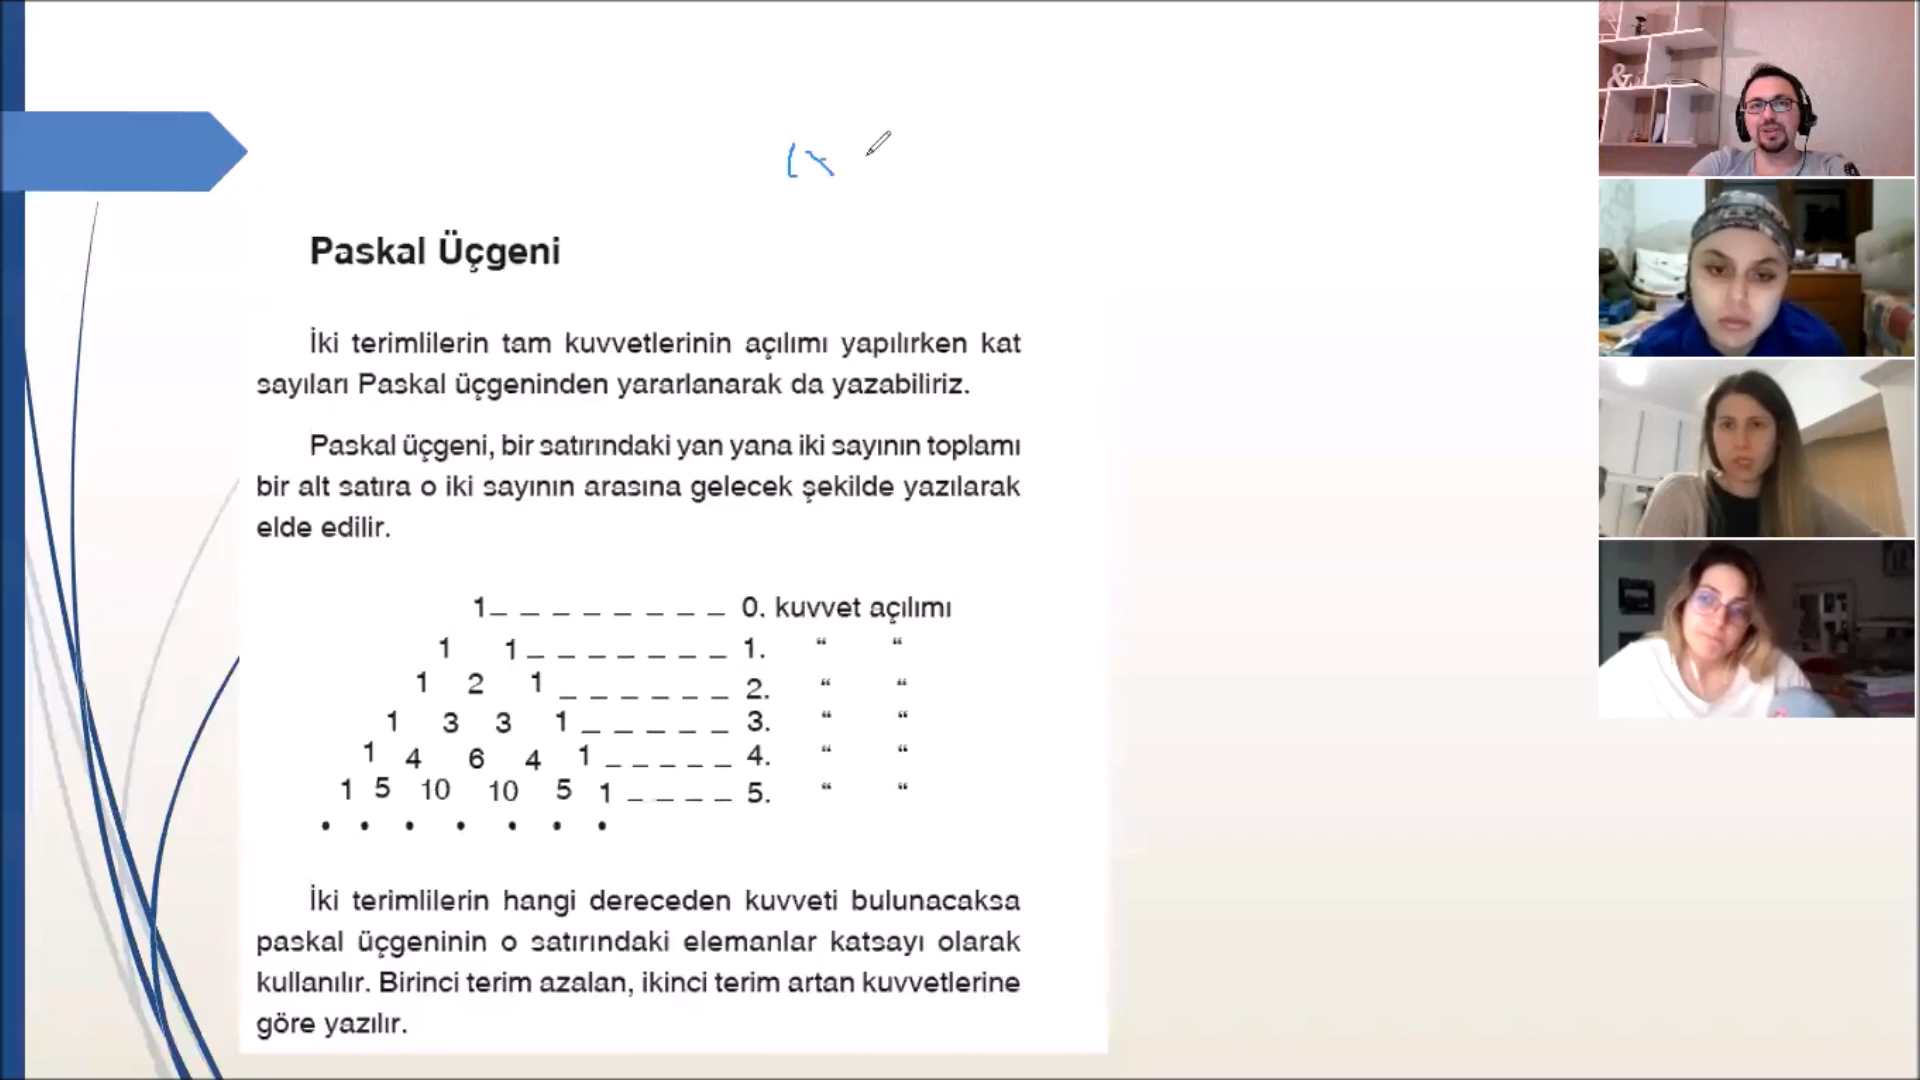 (x
Paskal Üçgeni
İki terimlilerin tam kuvvetlerinin açılımı yapılırken kat
sayıları Paskal üçgeninden yararlanarak da yazabiliriz.
Paskal üçgeni, bir satırındaki yan yana iki sayının toplamı
bir alt satıra o iki sayının arasına gelecek şekilde yazılarak
elde edilir.
1_ _ _ _ _ _ _ _ 0. kuvvet açılımı
1 1_ _ _ _ _ _ _ 1. “ “
1 2 1 _ _ _ _ _ _ 2. “ “
1 3 3 1 _ _ _ _ _ 3. “ “
1 4 6 4 1 _ _ _ _ _ 4. “ “
1 5 10 10 5 1 _ _ _ _ 5. “ “
• • • • • • •
İki terimlilerin hangi dereceden kuvveti bulunacaksa
paskal üçgeninin o satırındaki elemanlar katsayı olarak
kullanılır. Birinci terim azalan, ikinci terim artan kuvvetlerine
göre yazılır.
&